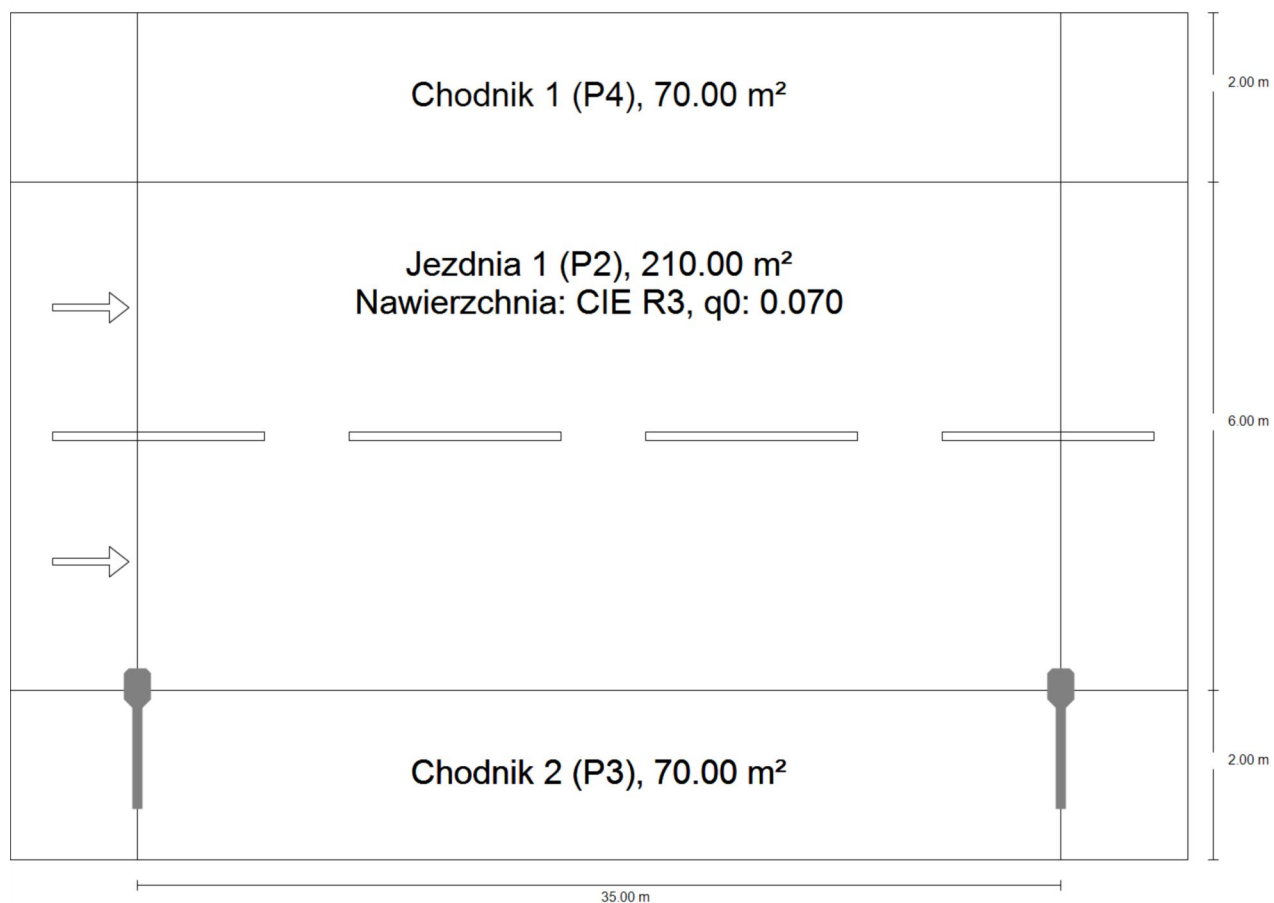 Chodnik 1 (P4), 70.00 m²
2.00 m
Jezdnia 1 (P2), 210.00 m²
Nawierzchnia: CIE R3, q0: 0.070
6.00 m
Chodnik 2 (P3), 70.00 m²
2.00 m
35.00 m